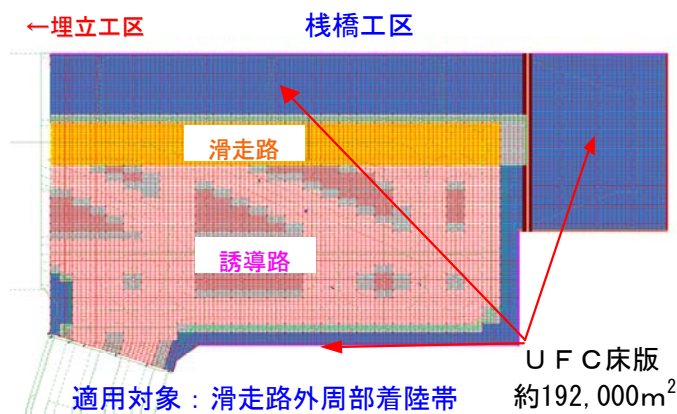 ←埋立工区
桟橋工区
滑走路
誘導路
UFC床版
約192,000m²
適用対象：滑走路外周部着陸帯